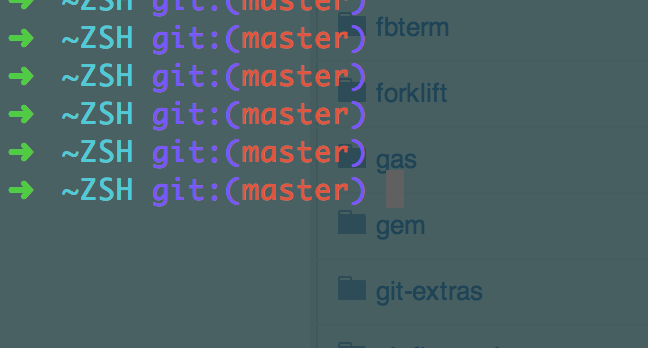 ➜ ~ZSH git:(master)
➜ ~ZSH git:(master)
➜ ~ZSH git:(master)
➜ ~ZSH git:(master)
➜ ~ZSH git:(master)
➜ ~ZSH git:(master)
fbterm
forklift
gas
gem
git-extras